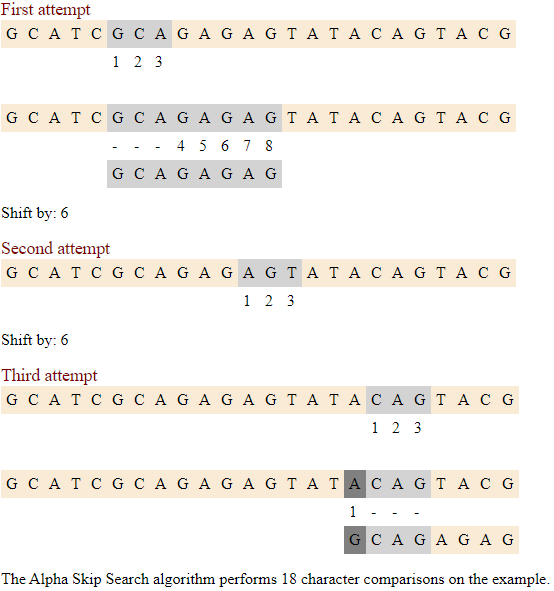 First attempt
G C A T C G C A G A G A G T A T A C A G T A C G
1 2 3
G C A T C G C A G A G A G T A T A C A G T A C G
- - - 4 5 6 7 8
G C A G A G A G
Shift by: 6
Second attempt
G C A T C G C A G A G A G T A T A C A G T A C G
1 2 3
Shift by: 6
Third attempt
G C A T C G C A G A G A G T A T A C A G T A C G
1 2 3
G C A T C G C A G A G A G T A T A C A G T A C G
1 - - -
G C A G A G A G
The Alpha Skip Search algorithm performs 18 character comparisons on the example.